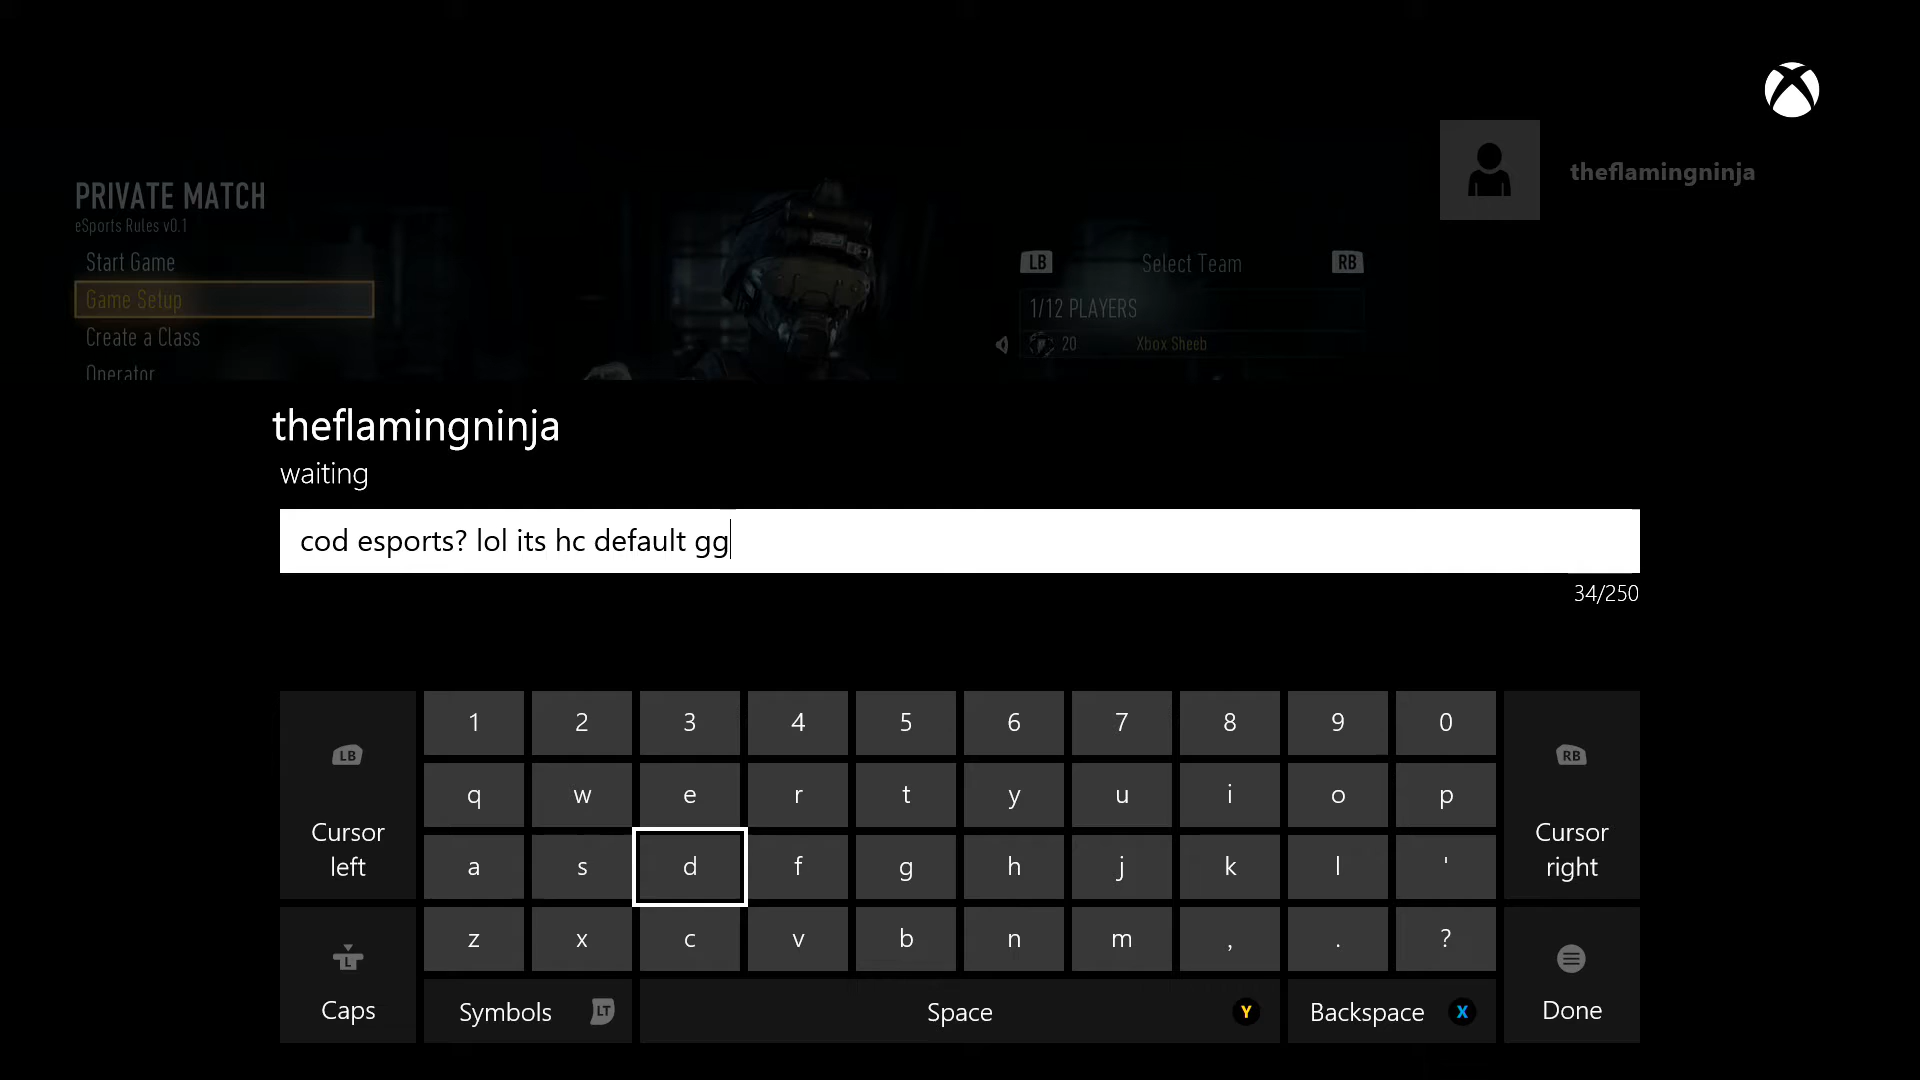 PRIVATE MATCH
eSports Rules v0.1
Start Game
Game Setup
Create a Class
Operator
LB Select Team RB
1/12 PLAYERS
20 Xbox Sheeb
theflamingninja
theflamingninja
waiting
cod esports? lol its hc default gg
34/250
LB
Cursor left
1 2 3 4 5 6 7 8 9 0
q w e r t y u i o p
a s d f g h j k l '
z x c v b n m , . ?
RB
Cursor right
L
Caps
Symbols LT
Space Y
Backspace X
Done